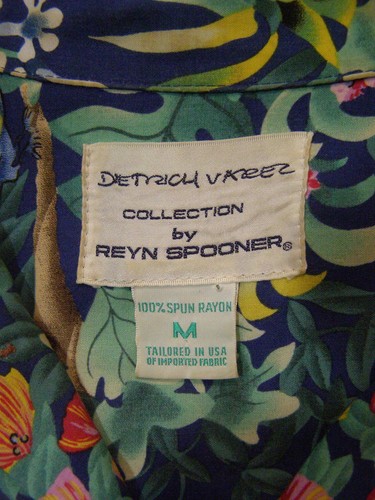 DIETRICH VAREZ
COLLECTION
by
REYN SPOONER®
100% SPUN RAYON
M
TAILORED IN USA
OF IMPORTED FABRIC